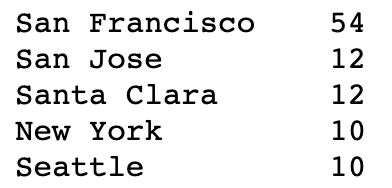 San Francisco    54
San Jose         12
Santa Clara      12
New York         10
Seattle          10